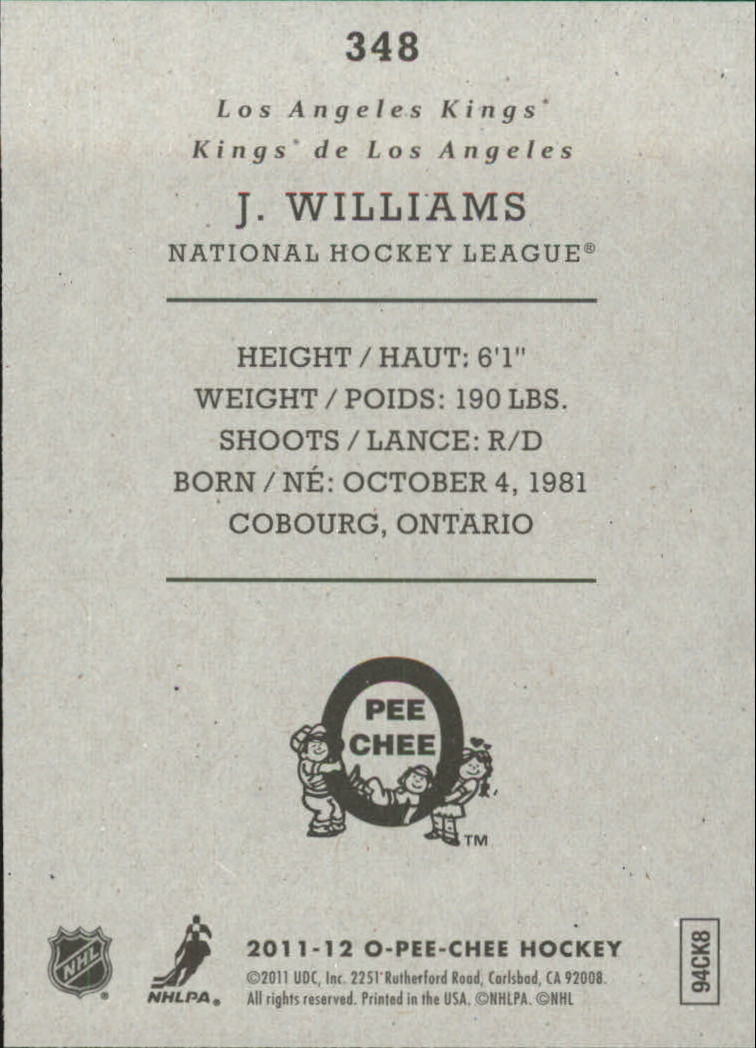 348
Los Angeles Kings®
Kings® de Los Angeles
J. WILLIAMS
NATIONAL HOCKEY LEAGUE®
HEIGHT / HAUT: 6'1"
WEIGHT / POIDS: 190 LBS.
SHOOTS / LANCE: R/D
BORN / NÉ: OCTOBER 4, 1981
COBOURG, ONTARIO
O
PEE
CHEE
TM
NHL®
NHLPA®
2011-12 O-PEE-CHEE HOCKEY
©2011 UDC, Inc. 2251 Rutherford Road, Carlsbad, CA 92008.
All rights reserved. Printed in the USA. ©NHLPA. ©NHL
94CK8